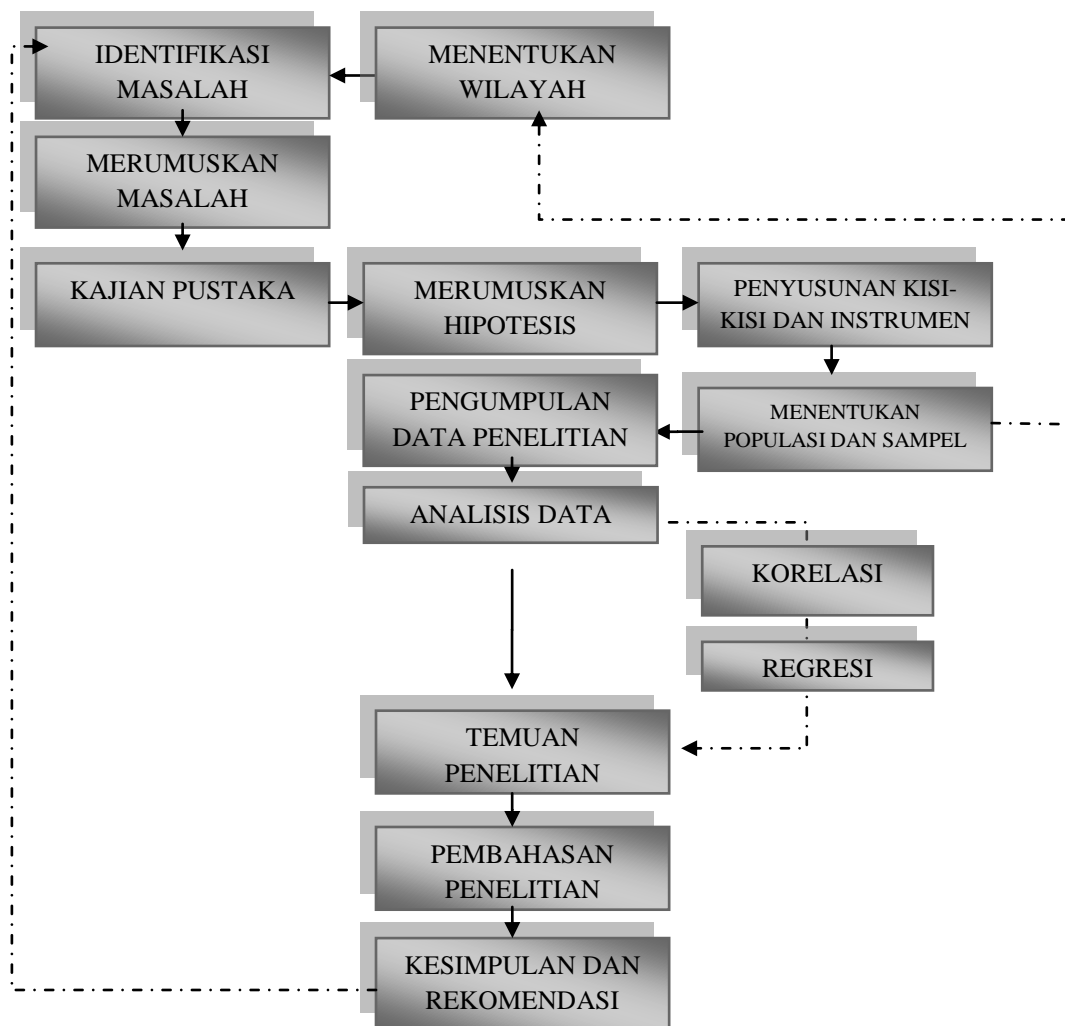 IDENTIFIKASI
MASALAH
MENENTUKAN
WILAYAH
MERUMUSKAN
MASALAH
KAJIAN PUSTAKA
MERUMUSKAN
HIPOTESIS
PENYUSUNAN KISI-
KISI DAN INSTRUMEN
PENGUMPULAN
DATA PENELITIAN
MENENTUKAN
POPULASI DAN SAMPEL
ANALISIS DATA
KORELASI
REGRESI
TEMUAN
PENELITIAN
PEMBAHASAN
PENELITIAN
KESIMPULAN DAN
REKOMENDASI